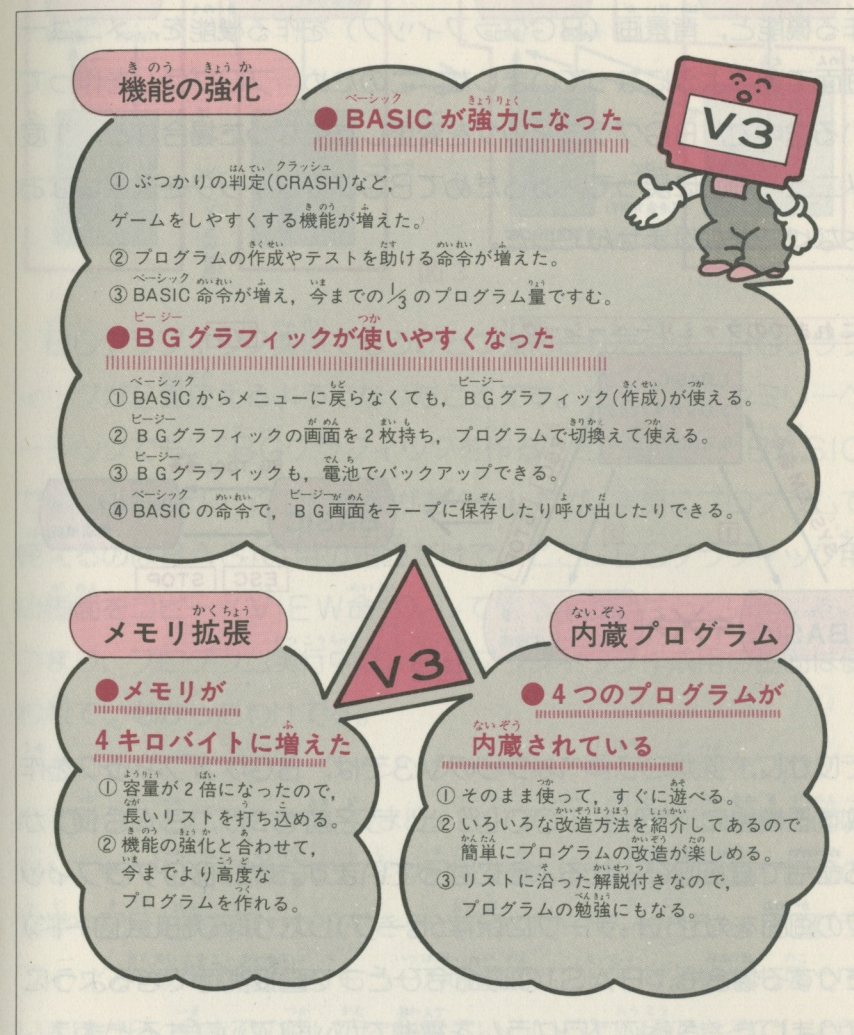 機能の強化
● BASICが強力になった
V3
① ぶつかりの判定(CRASH)など,
ゲームをしやすくする機能が増えた。
② プログラムの作成やテストを助ける命令が増えた。
③ BASIC 命令が増え, 今までの1/3のプログラム量ですむ。
●BGグラフィックが使いやすくなった
① BASICからメニューに戻らなくても, BGグラフィック(作成)が使える。
② BGグラフィックの画面を2枚持ち, プログラムで切換えて使える。
③ BGグラフィックも, 電池でバックアップできる。
④ BASICの命令で, BG画面をテープに保存したり呼び出したりできる。
V3
メモリ拡張
●メモリが
4キロバイトに増えた
① 容量が2倍になったので,
長いリストを打ち込める。
② 機能の強化と合わせて,
今までより高度な
プログラムを作れる。
内蔵プログラム
●4つのプログラムが
内蔵されている
① そのまま使って, すぐに遊べる。
② いろいろな改造方法を紹介してあるので
簡単にプログラムの改造が楽しめる。
③ リストに沿った解説付きなので,
プログラムの勉強にもなる。